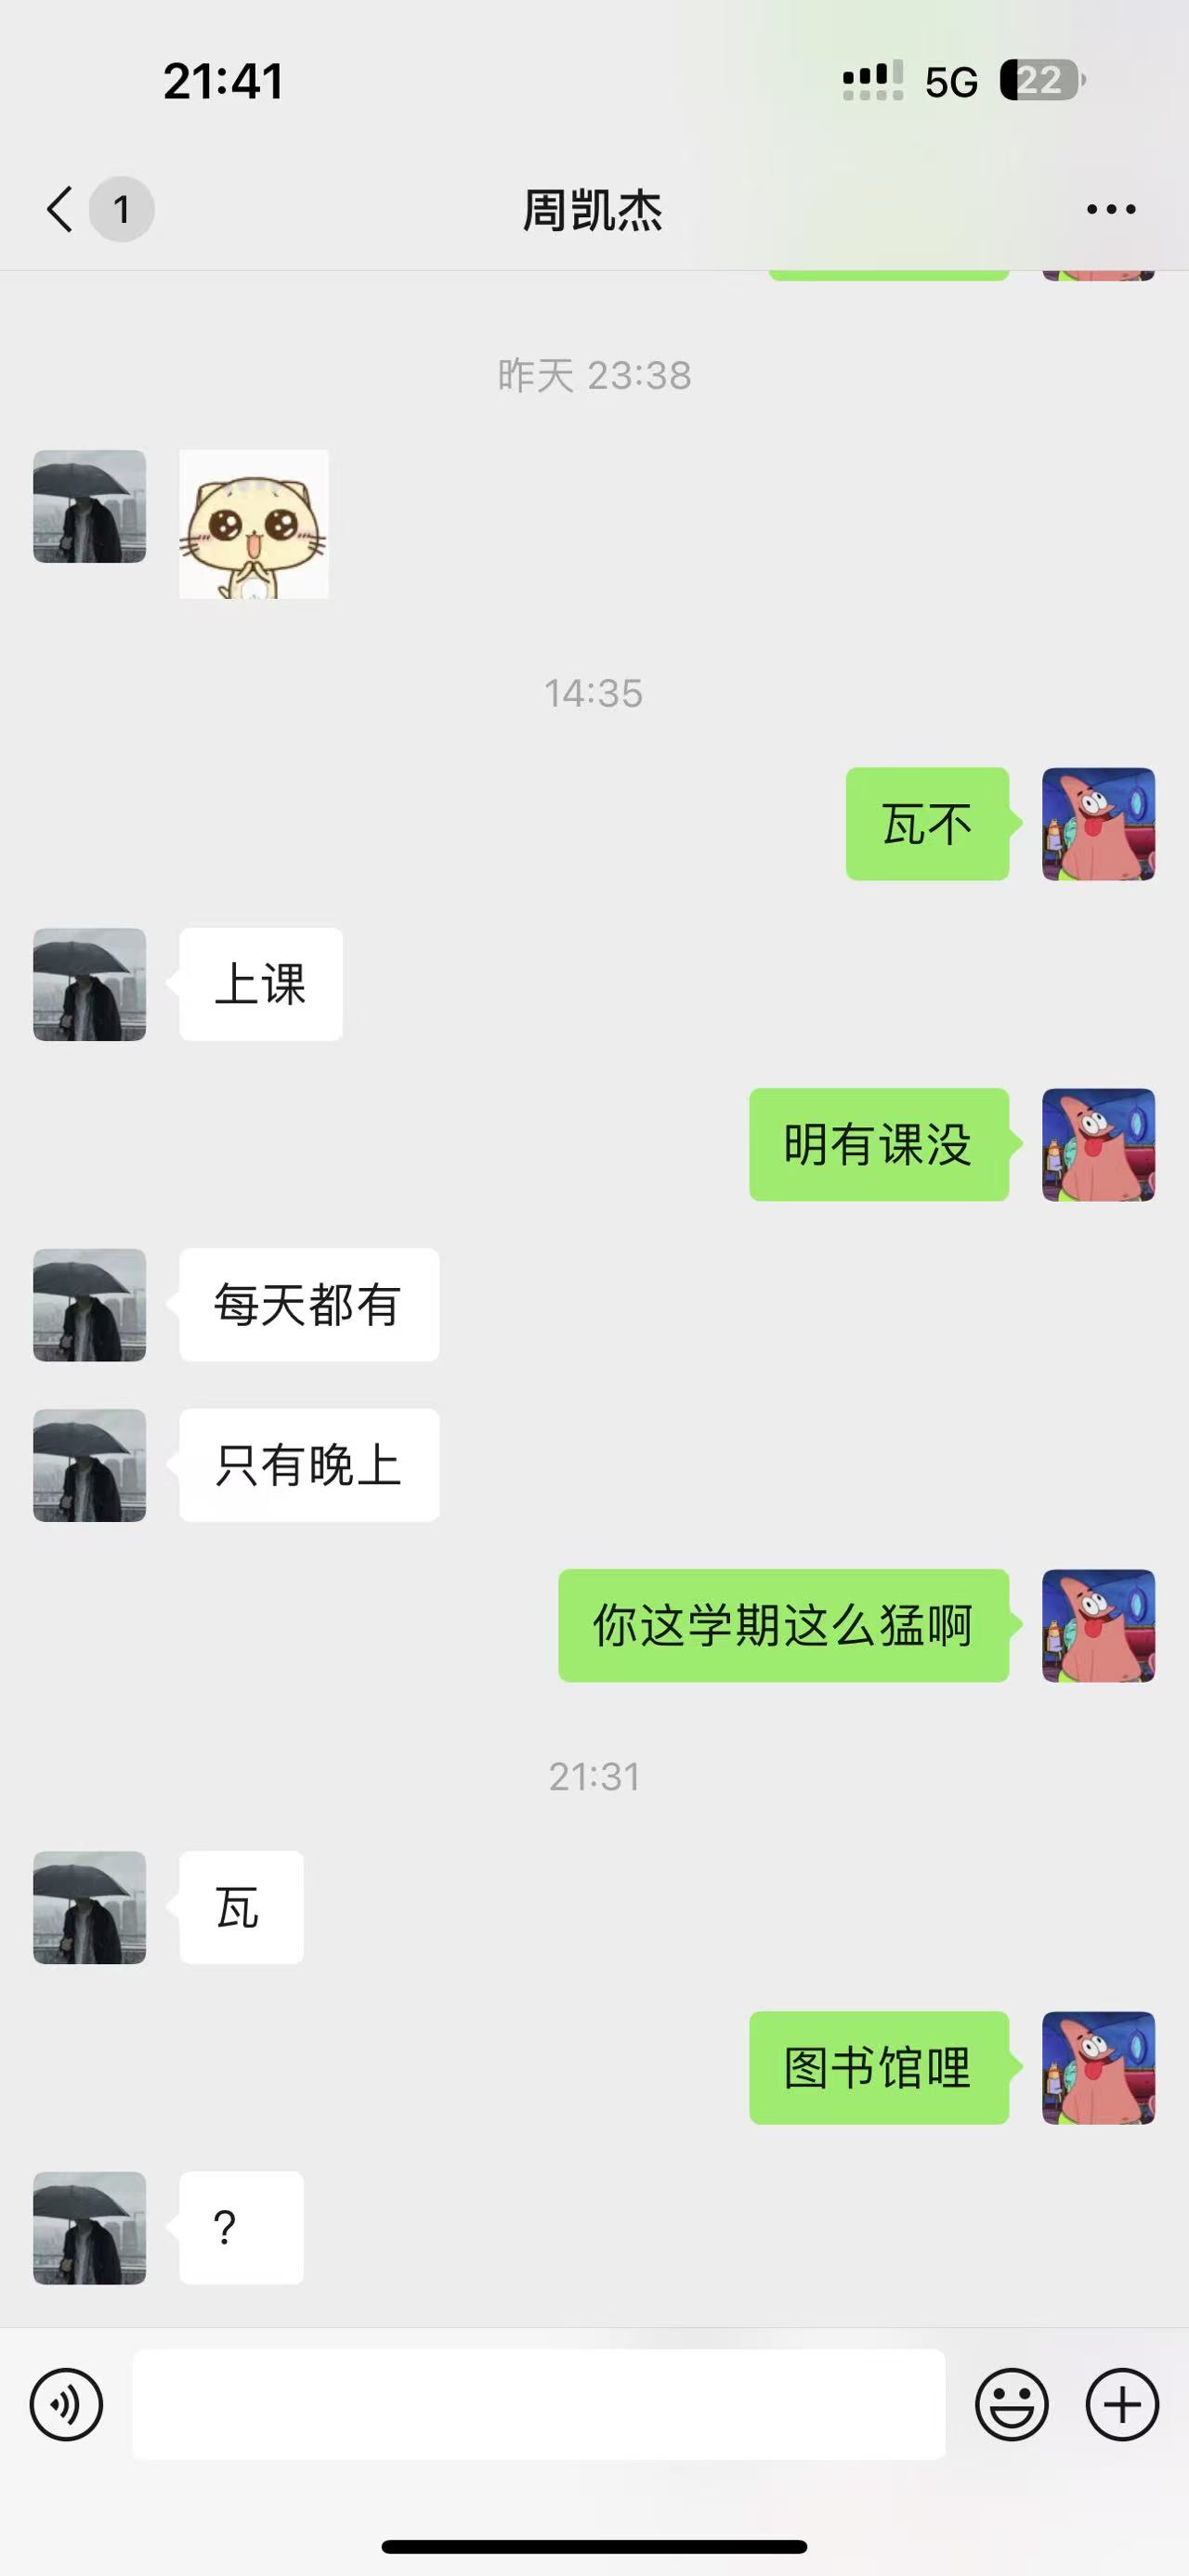 21:41
5G
22
1
周凯杰
昨天 23:38
14:35
瓦不
上课
明有课没
每天都有
只有晚上
你这学期这么猛啊
21:31
瓦
图书馆哩
?